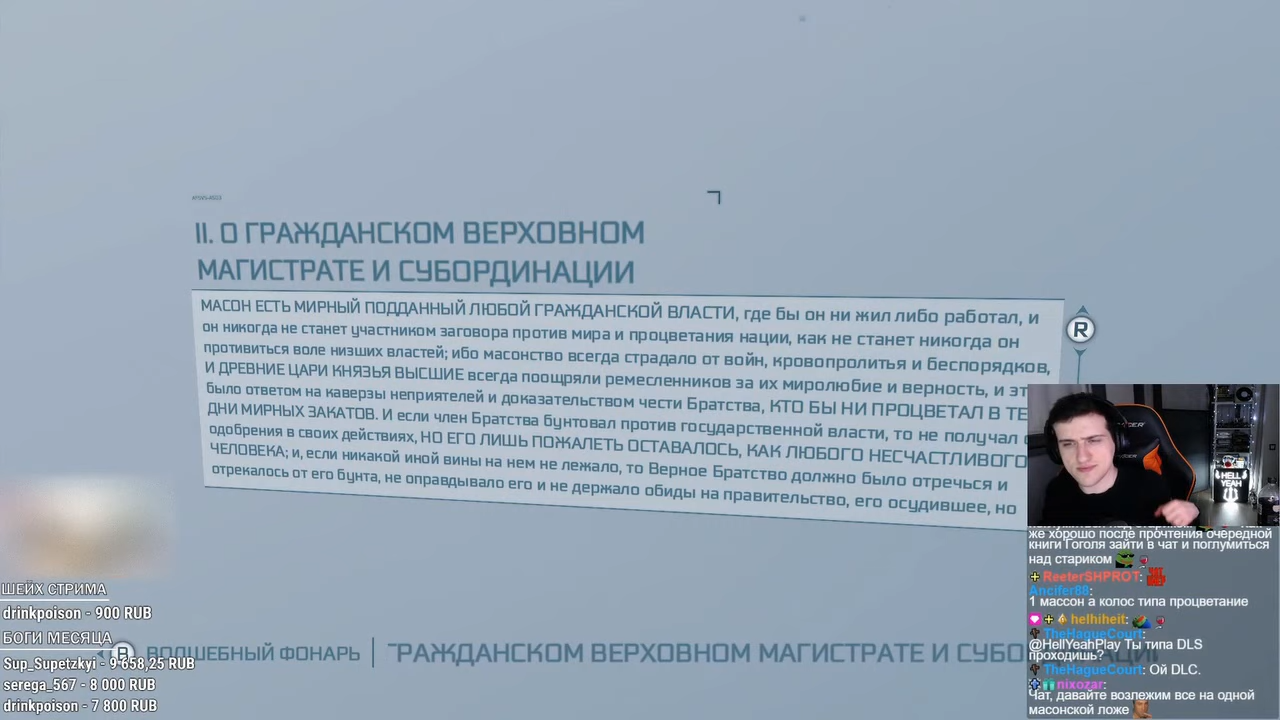 II. О ГРАЖДАНСКОМ ВЕРХОВНОМ
МАГИСТРАТЕ И СУБОРДИНАЦИИ
МАСОН ЕСТЬ МИРНЫЙ ПОДДАННЫЙ ЛЮБОЙ ГРАЖДАНСКОЙ ВЛАСТИ, где бы он ни жил либо работал, и
он никогда не станет участником заговора против мира и процветания нации, как не станет никогда он
противиться воле низших властей; ибо масонство всегда страдало от войн, кровопролитья и беспорядков,
И ДРЕВНИЕ ЦАРИ КНЯЗЬЯ ВЫСШИЕ всегда поощряли ремесленников за их миролюбие и верность, и
было ответом на каверзы неприятелей и доказательством чести Братства, КТО БЫ НИ ПРОЦВЕТАЛ В ТЕ
ДНИ МИРНЫХ ЗАКАТОВ. И если член Братства бунтовал против государственной власти, то не получал
одобрения в своих действиях, НО ЕГО ЛИШЬ ПОЖАЛЕТЬ ОСТАВАЛОСЬ, КАК ЛЮБОГО НЕСЧАСТЛИВОГО
ЧЕЛОВЕКА; и, если никакой иной вины на нем не лежало, то Верное Братство должно было отречься и
отрекалось от его бунта, не оправдывало его и не держало обиды на правительство, его осудившее, но
R
HELL
YEAH
же хорошо после прочтения очередной
книги Гоголя зайти в чат и поглумиться
над стариком
ReeterSHPROT:
Ancifer88:
1 массон а колос типа процветание
helhiheit:
TheHagueCourt:
@HellYeahPlay Ты типа DLS
проходишь?
TheHagueCourt: Ой DLC.
nixozar:
Чат, давайте возлежим все на одной
масонской ложе
ШЕЙХ СТРИМА
drinkpoison - 900 RUB
БОГИ МЕСЯЦА
Sup_Supetzkyi - 9 658,25 RUB
serega_567 - 8 000 RUB
drinkpoison - 7 800 RUB
B ВОЛШЕБНЫЙ ФОНАРЬ
ГРАЖДАНСКОМ ВЕРХОВНОМ МАГИСТРАТЕ И